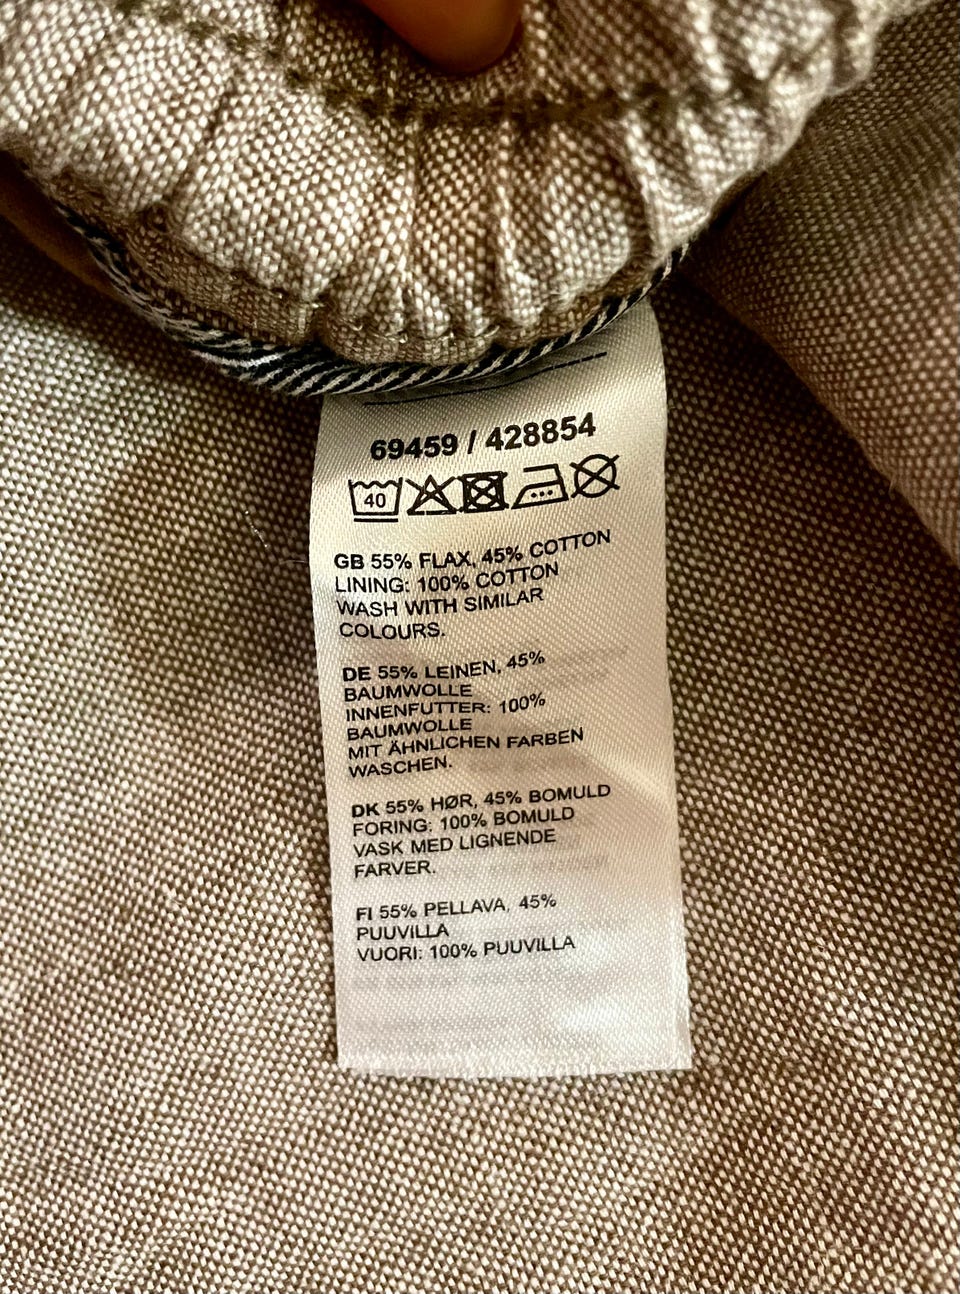 69459 / 428854
40
GB 55% FLAX, 45% COTTON
LINING: 100% COTTON
WASH WITH SIMILAR
COLOURS.
DE 55% LEINEN, 45%
BAUMWOLLE
INNENFUTTER: 100%
BAUMWOLLE
MIT ÄHNLICHEN FARBEN
WASCHEN.
DK 55% HØR, 45% BOMULD
FORING: 100% BOMULD
VASK MED LIGNENDE
FARVER.
FI 55% PELLAVA, 45%
PUUVILLA
VUORI: 100% PUUVILLA